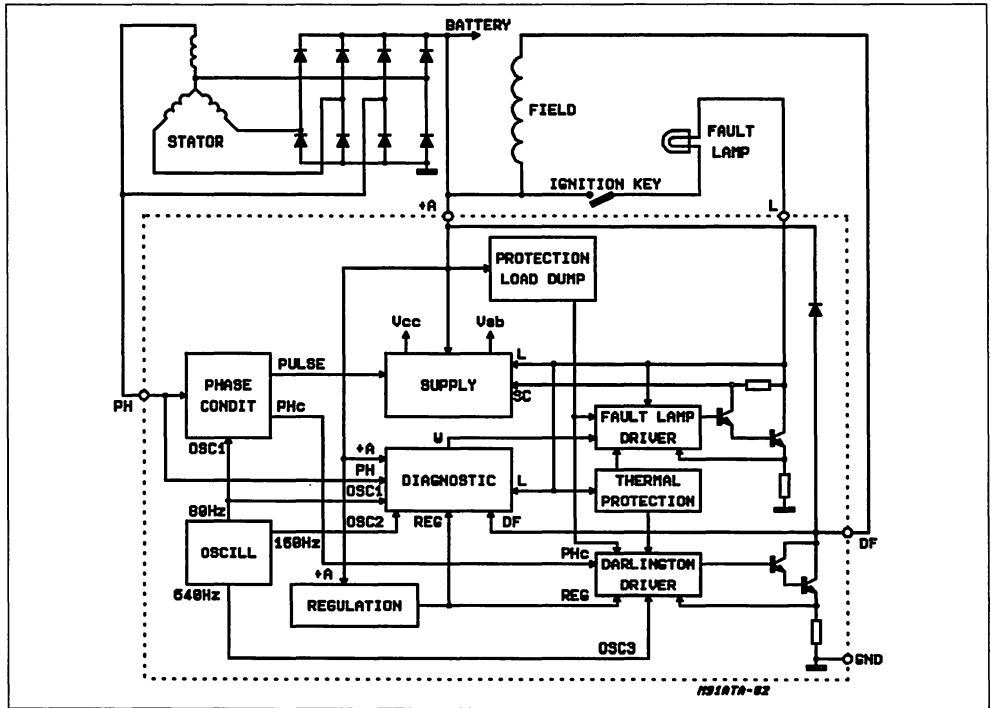 BATTERY
FIELD
FAULT
LAMP
STATOR
IGNITION KEY
+A
L
PROTECTION
LOAD DUMP
Vcc
Vsb
PULSE
L
PHASE
CONDIT
SUPPLY
SC
PH
PHc
FAULT LAMP
DRIVER
OSC1
W
+A
PH
DIAGNOSTIC
L
THERMAL
PROTECTION
OSC1
80Hz
OSC2
REG
DF
DF
OSCILL
160Hz
PHc
DARLINGTON
DRIVER
+A
640Hz
REGULATION
REG
OSC3
GND
M91ATA-02